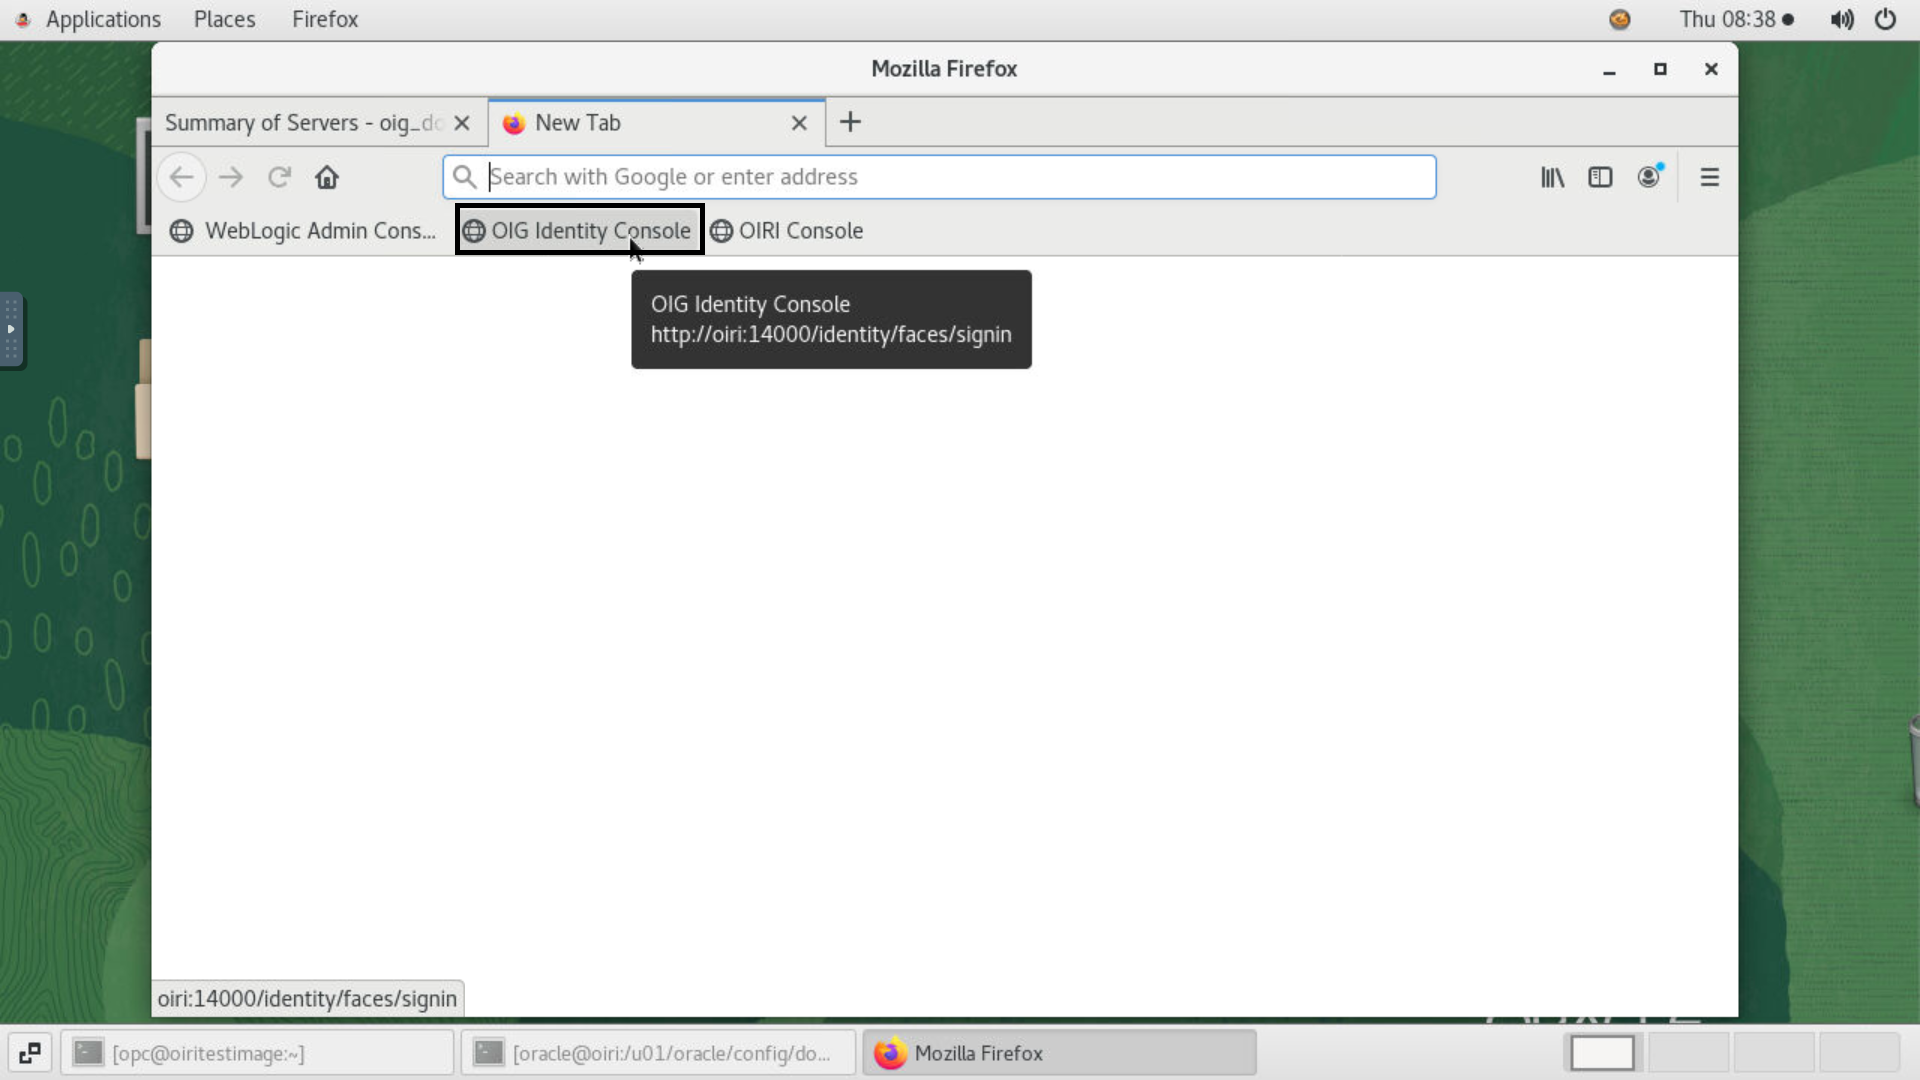 Applications Places Firefox Thu 08:38
Mozilla Firefox
Summary of Servers - oig_do New Tab
Search with Google or enter address
WebLogic Admin Cons... OIG Identity Console OIRI Console
OIG Identity Console
http://oiri:14000/identity/faces/signin
oiri:14000/identity/faces/signin
[opc@oiritestimage:~] [oracle@oiri:/u01/oracle/config/do... Mozilla Firefox